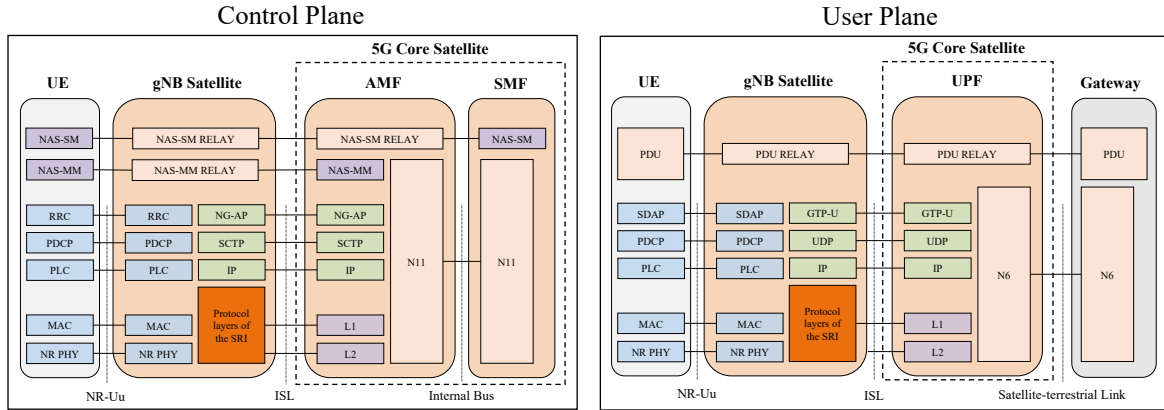 Control Plane
5G Core Satellite
UE
gNB Satellite
AMF
SMF
NAS-SM
NAS-SM RELAY
NAS-SM RELAY
NAS-SM
NAS-MM
NAS-MM RELAY
NAS-MM
RRC
RRC
NG-AP
NG-AP
PDCP
PDCP
SCTP
SCTP
PLC
PLC
IP
IP
N11
N11
Protocol
layers of
the SRI
MAC
MAC
L1
NR PHY
NR PHY
L2
NR-Uu
ISL
Internal Bus
User Plane
5G Core Satellite
UE
gNB Satellite
UPF
Gateway
PDU
PDU RELAY
PDU RELAY
PDU
SDAP
SDAP
GTP-U
GTP-U
PDCP
PDCP
UDP
UDP
PLC
PLC
IP
IP
N6
N6
Protocol
layers of
the SRI
MAC
MAC
L1
NR PHY
NR PHY
L2
NR-Uu
ISL
Satellite-terrestrial Link